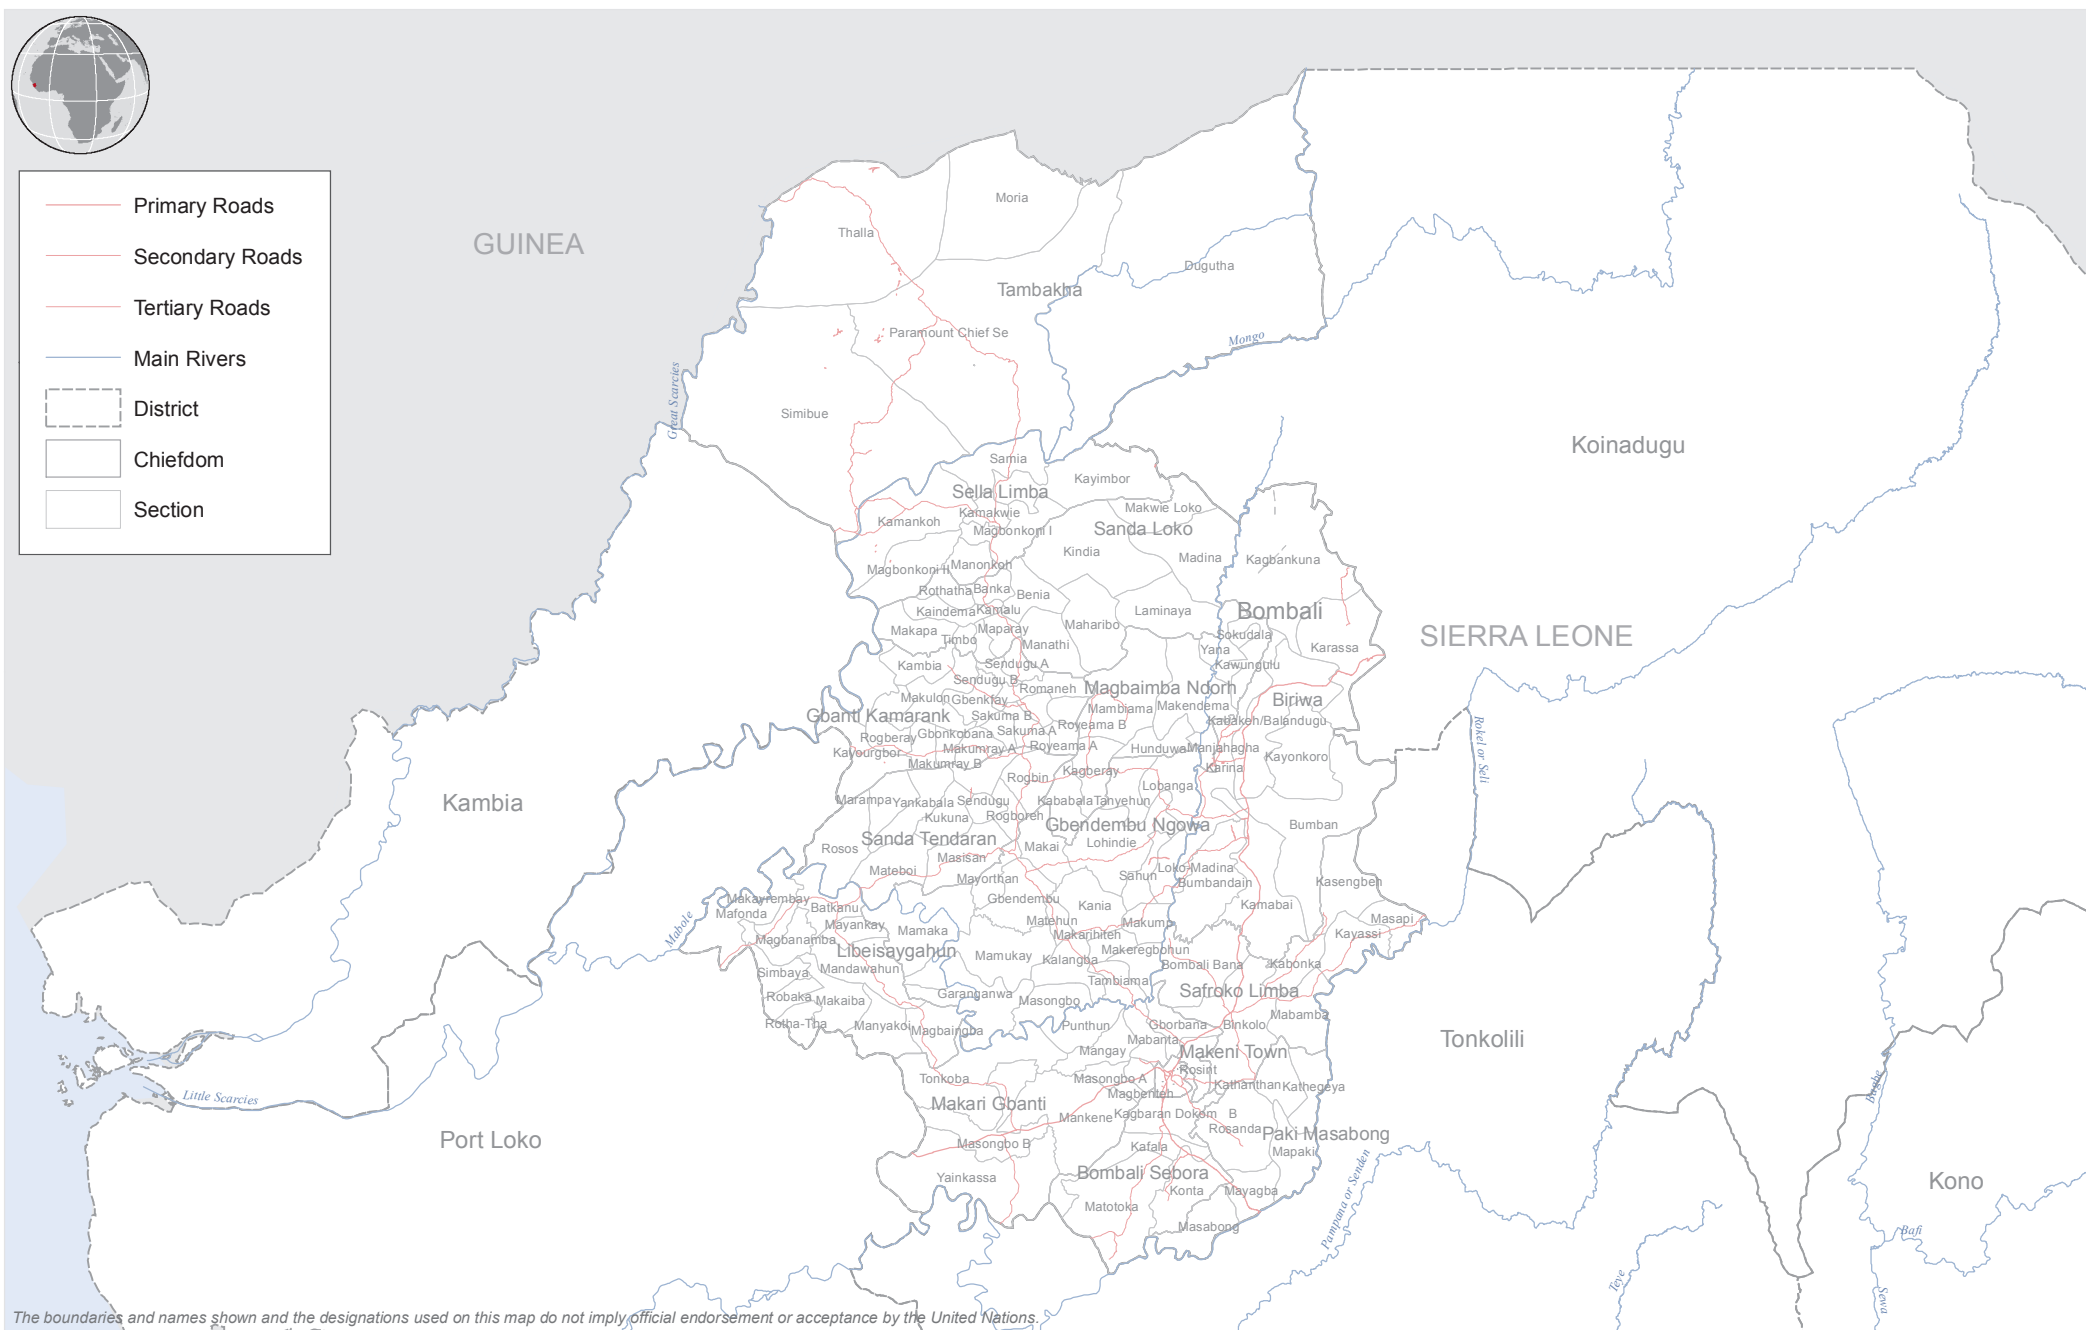 Primary Roads
Secondary Roads
Tertiary Roads
Main Rivers
District
Chiefdom
Section
GUINEA
Moria
Thalla
Dugutha
Tambakha
Paramount Chief Se
Mongo
Great Scarcies
Simibue
Koinadugu
Samia
Kayimbor
Sella Limba
Makwie Loko
Kamakwie
Kamankoh
Magbonkoni I
Sanda Loko
Kindia
Madina
Kagbankuna
Magbonkoni II
Manonkoh
Rothatha
Banka
Benia
Kaindema
Kamalu
Laminaya
Bombali
Makapa
Timbo
Maparay
Maharibo
Sokudala
SIERRA LEONE
Manathi
Yana
Karassa
Kambia
Sendugu A
Kawungulu
Sendugu B
Romaneh
Magbaimba Ndorh
Makulon
Gbenkfay
Mambiama
Makendema
Biriwa
Gbanti Kamarank
Sakuma B
Royeama B
Kabakeh/Balandugu
Rogberay
Gbonkobana
Sakuma A
Rokel or Seli
Kayourgbor
Makumray A
Royeama A
Hunduwa
Manjahagha
Kayonkoro
Makumray B
Rogbin
Kagberay
Karina
Lobanga
Kambia
Marampa
Yankabala
Sendugu
Kababala
Tanyehun
Kukuna
Rogboreh
Gbendembu Ngowa
Bumban
Sanda Tendaran
Rosos
Makai
Lohindie
Masisan
Mateboi
Mayorthan
Sahun
Loko-Madina
Bumbandain
Kasengbeh
Makayrembay
Batkanu
Gbendembu
Kania
Kamabai
Mafonda
Mabole
Mayankay
Mamaka
Matehun
Makump
Masapi
Magbanamba
Makarihiteh
Kayassi
Libeisaygahun
Mamukay
Kalangba
Makeregbohun
Simbaya
Mandawahun
Bombali Bana
Kabonka
Tambiama
Robaka
Makaiba
Garanganwa
Masongbo
Safroko Limba
Rotha-Tha
Manyakoi
Magbaingba
Punthun
Gborbana
Binkolo
Mabamba
Mabanta
Mangay
Makeni Town
Tonkolili
Rosint
Tonkoba
Masongbo A
Kathanthan
Kathegeya
Little Scarcies
Magbenteh
Bagbe
Makari Gbanti
Mankene
Kagbaran Dokom B
Rosanda
Paki Masabong
Port Loko
Masongbo B
Kafala
Mapaki
Yainkassa
Bombali Sebora
Konta
Mayagba
Kono
Matotoka
Masabong
Pampana or Senden
Bafi
Teye
Sewa
The boundaries and names shown and the designations used on this map do not imply official endorsement or acceptance by the United Nations.